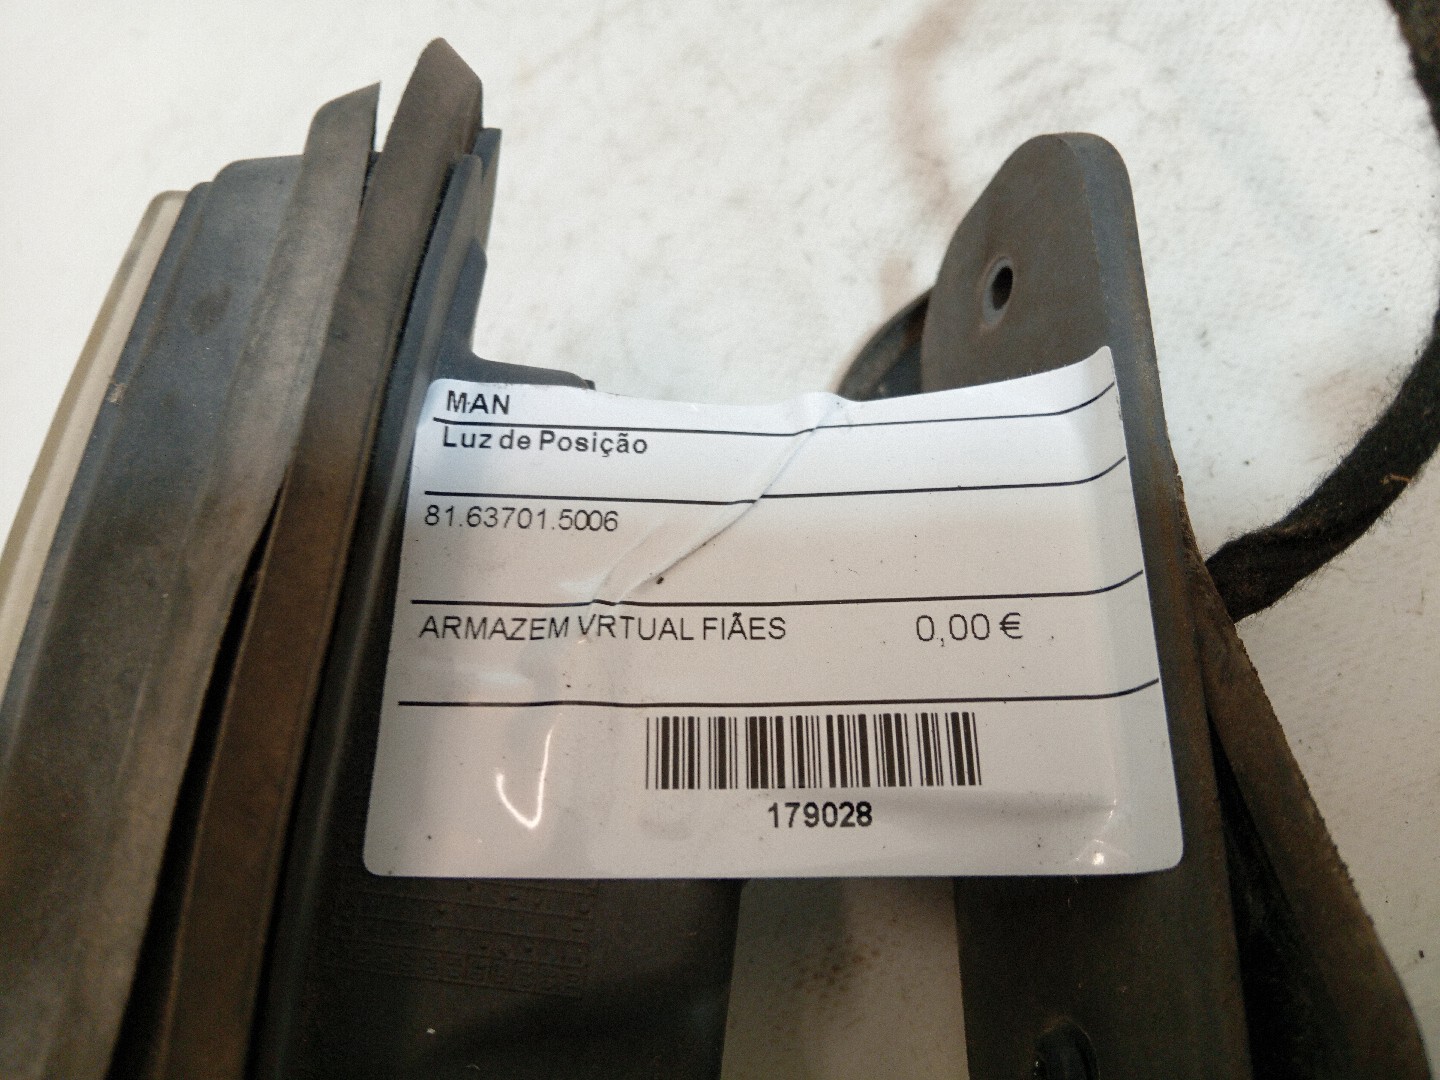 MAN
Luz de Posição
81.63701.5006
ARMAZEM VRTUAL FIÃES 0,00 €
179028